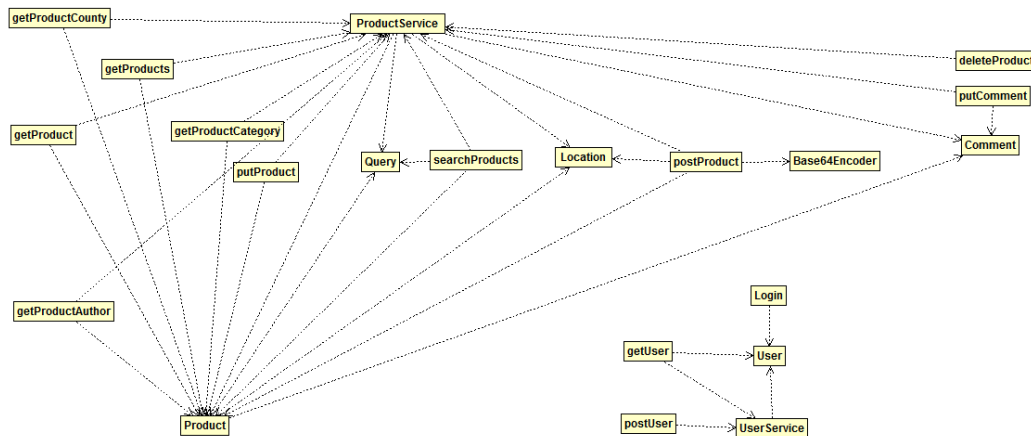 getProductCounty
ProductService
getProducts
deleteProduct
putComment
getProduct
getProductCategory
putProduct
Query
searchProducts
Location
postProduct
Base64Encoder
Comment
getProductAuthor
Login
getUser
User
Product
postUser
UserService